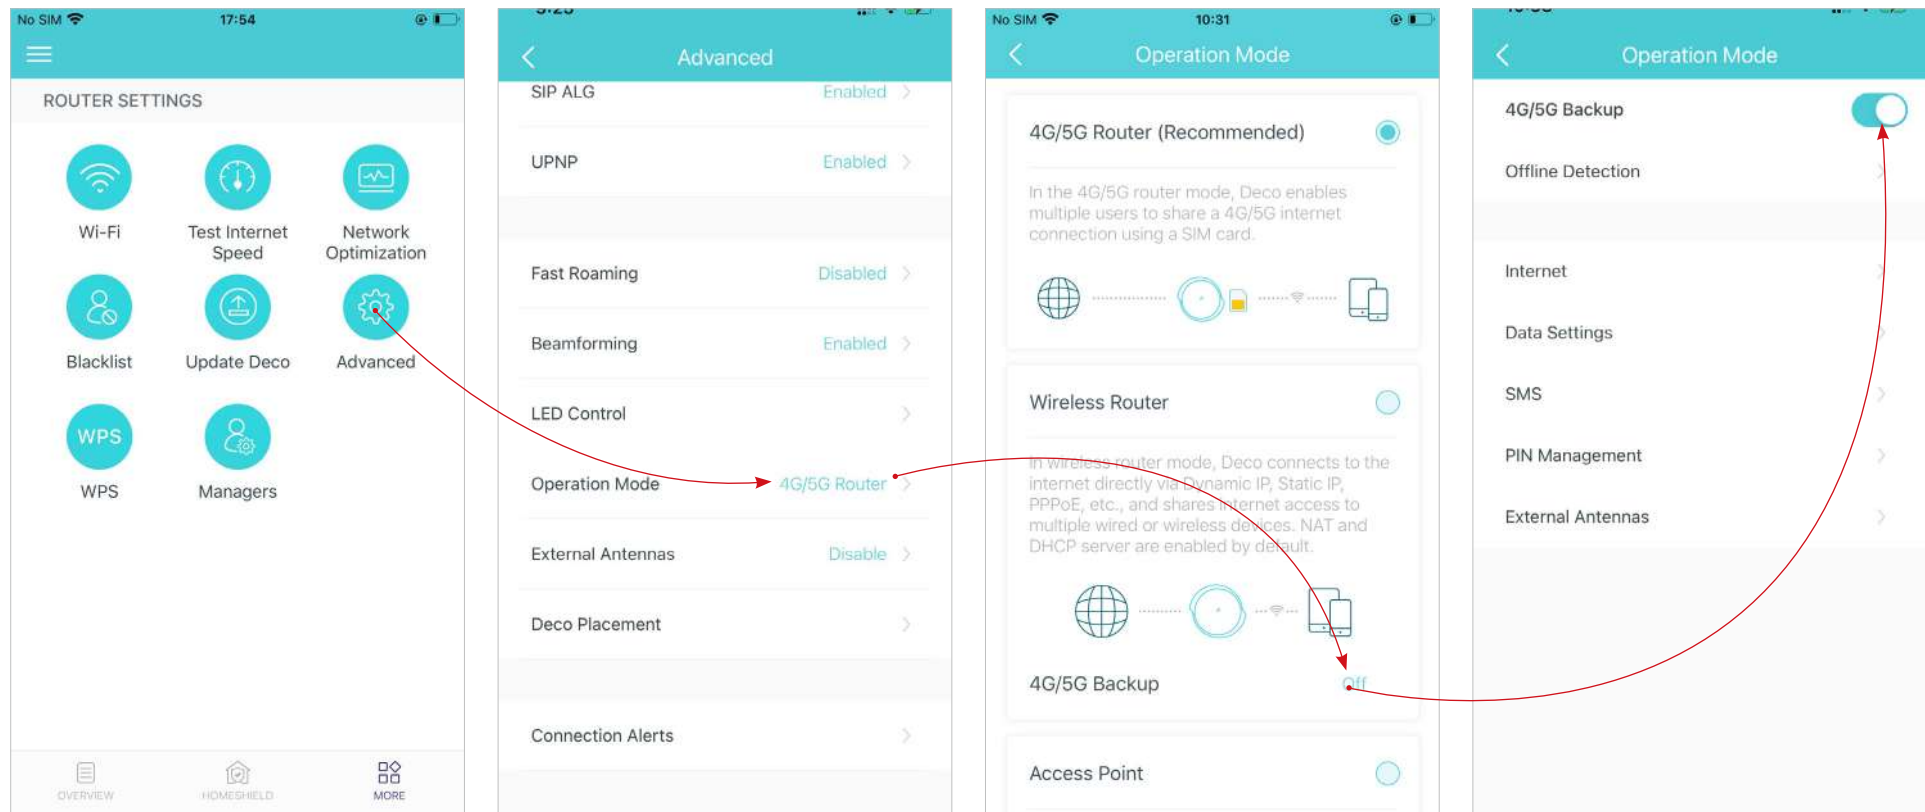 No SIM
17:54
ROUTER SETTINGS
Wi-Fi
Test Internet
Speed
Network
Optimization
Blacklist
Update Deco
Advanced
WPS
WPS
Managers
OVERVIEW
HOMESHIELD
MORE
Advanced
SIP ALG Enabled
UPNP Enabled
Fast Roaming Disabled
Beamforming Enabled
LED Control
Operation Mode 4G/5G Router
External Antennas Disable
Deco Placement
Connection Alerts
No SIM
10:31
Operation Mode
4G/5G Router (Recommended)
In the 4G/5G router mode, Deco enables
multiple users to share a 4G/5G internet
connection using a SIM card.
Wireless Router
In wireless router mode, Deco connects to the
internet directly via Dynamic IP, Static IP,
PPPoE, etc., and shares internet access to
multiple wired or wireless devices. NAT and
DHCP server are enabled by default.
4G/5G Backup Off
Access Point
Operation Mode
4G/5G Backup
Offline Detection
Internet
Data Settings
SMS
PIN Management
External Antennas